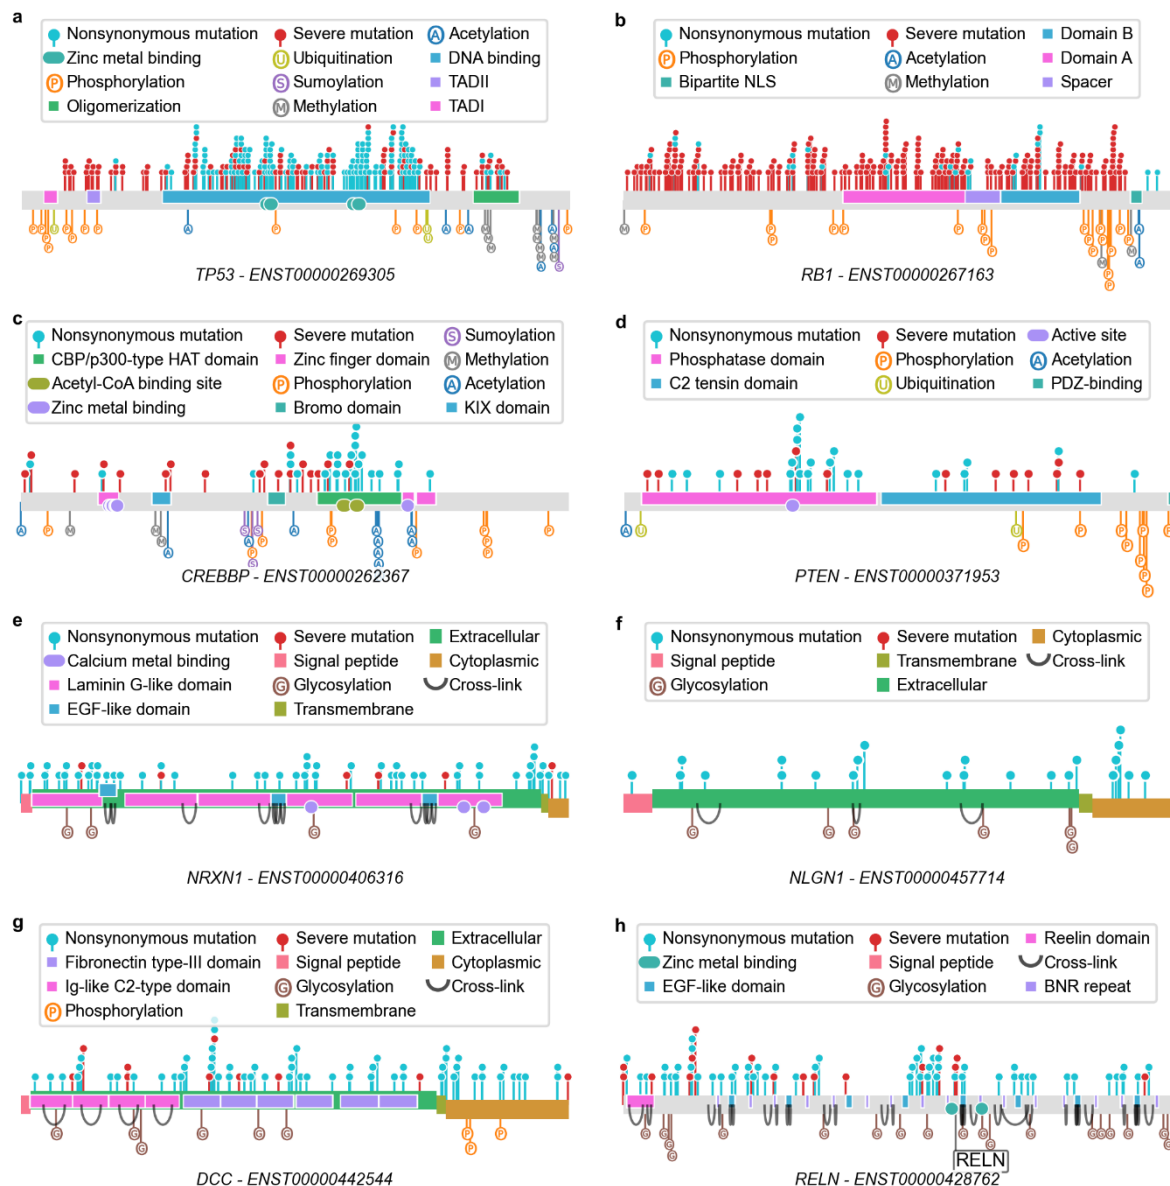 a
Nonsynonymous mutation Severe mutation A Acetylation
Zinc metal binding U Ubiquitination DNA binding
P Phosphorylation S Sumoylation TADII
Oligomerization M Methylation TADI
TP53 - ENST00000269305
b
Nonsynonymous mutation Severe mutation Domain B
P Phosphorylation A Acetylation Domain A
Bipartite NLS M Methylation Spacer
RB1 - ENST00000267163
c
Nonsynonymous mutation Severe mutation S Sumoylation
CBP/p300-type HAT domain Zinc finger domain M Methylation
Acetyl-CoA binding site P Phosphorylation A Acetylation
Zinc metal binding Bromo domain KIX domain
CREBBP - ENST00000262367
d
Nonsynonymous mutation Severe mutation Active site
Phosphatase domain P Phosphorylation A Acetylation
C2 tensin domain U Ubiquitination PDZ-binding
PTEN - ENST00000371953
e
Nonsynonymous mutation Severe mutation Extracellular
Calcium metal binding Signal peptide Cytoplasmic
Laminin G-like domain G Glycosylation Cross-link
EGF-like domain Transmembrane
NRXN1 - ENST00000406316
f
Nonsynonymous mutation Severe mutation Cytoplasmic
Signal peptide Transmembrane Cross-link
G Glycosylation Extracellular
NLGN1 - ENST00000457714
g
Nonsynonymous mutation Severe mutation Extracellular
Fibronectin type-III domain Signal peptide Cytoplasmic
Ig-like C2-type domain G Glycosylation Cross-link
P Phosphorylation Transmembrane
DCC - ENST00000442544
h
Nonsynonymous mutation Severe mutation Reelin domain
Zinc metal binding Signal peptide Cross-link
EGF-like domain G Glycosylation BNR repeat
RELN
RELN - ENST00000428762